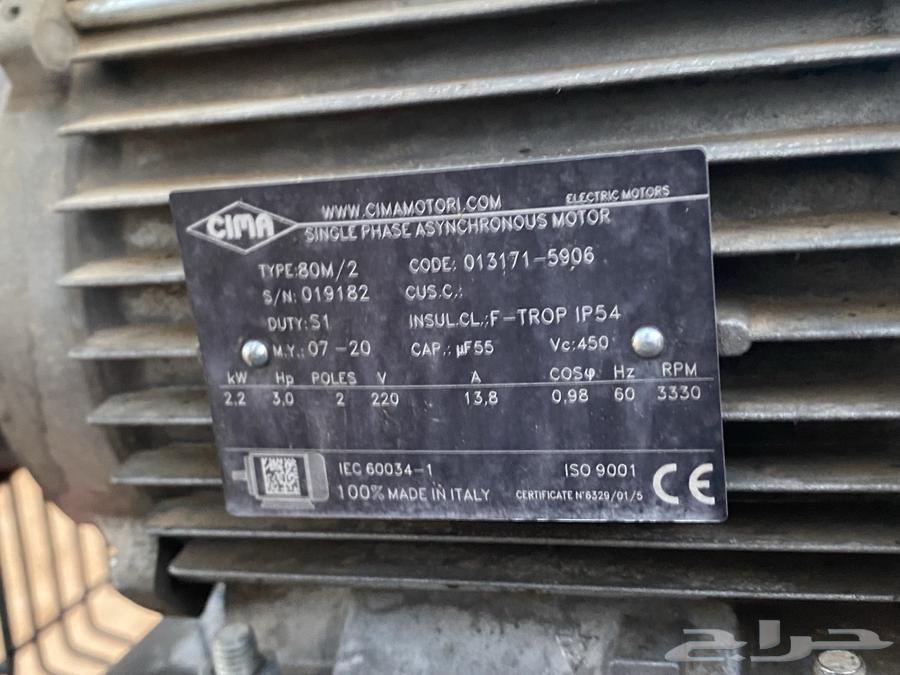 CIMA
WWW.CIMAMOTORI.COM ELECTRIC MOTORS
SINGLE PHASE ASYNCHRONOUS MOTOR
TYPE:80M/2 CODE: 013171-5906
S/N: 019182 CUS.C.:
DUTY: S1 INSUL.CL.:F-TROP IP54
M.Y.: 07-20 CAP.: µF55 Vc:450
kW Hp POLES V A COSφ Hz RPM
2.2 3,0 2 220 13,8 0,98 60 3330
IEC 60034-1 ISO 9001
100% MADE IN ITALY CERTIFICATE N°6329/01/5
CE
حراج